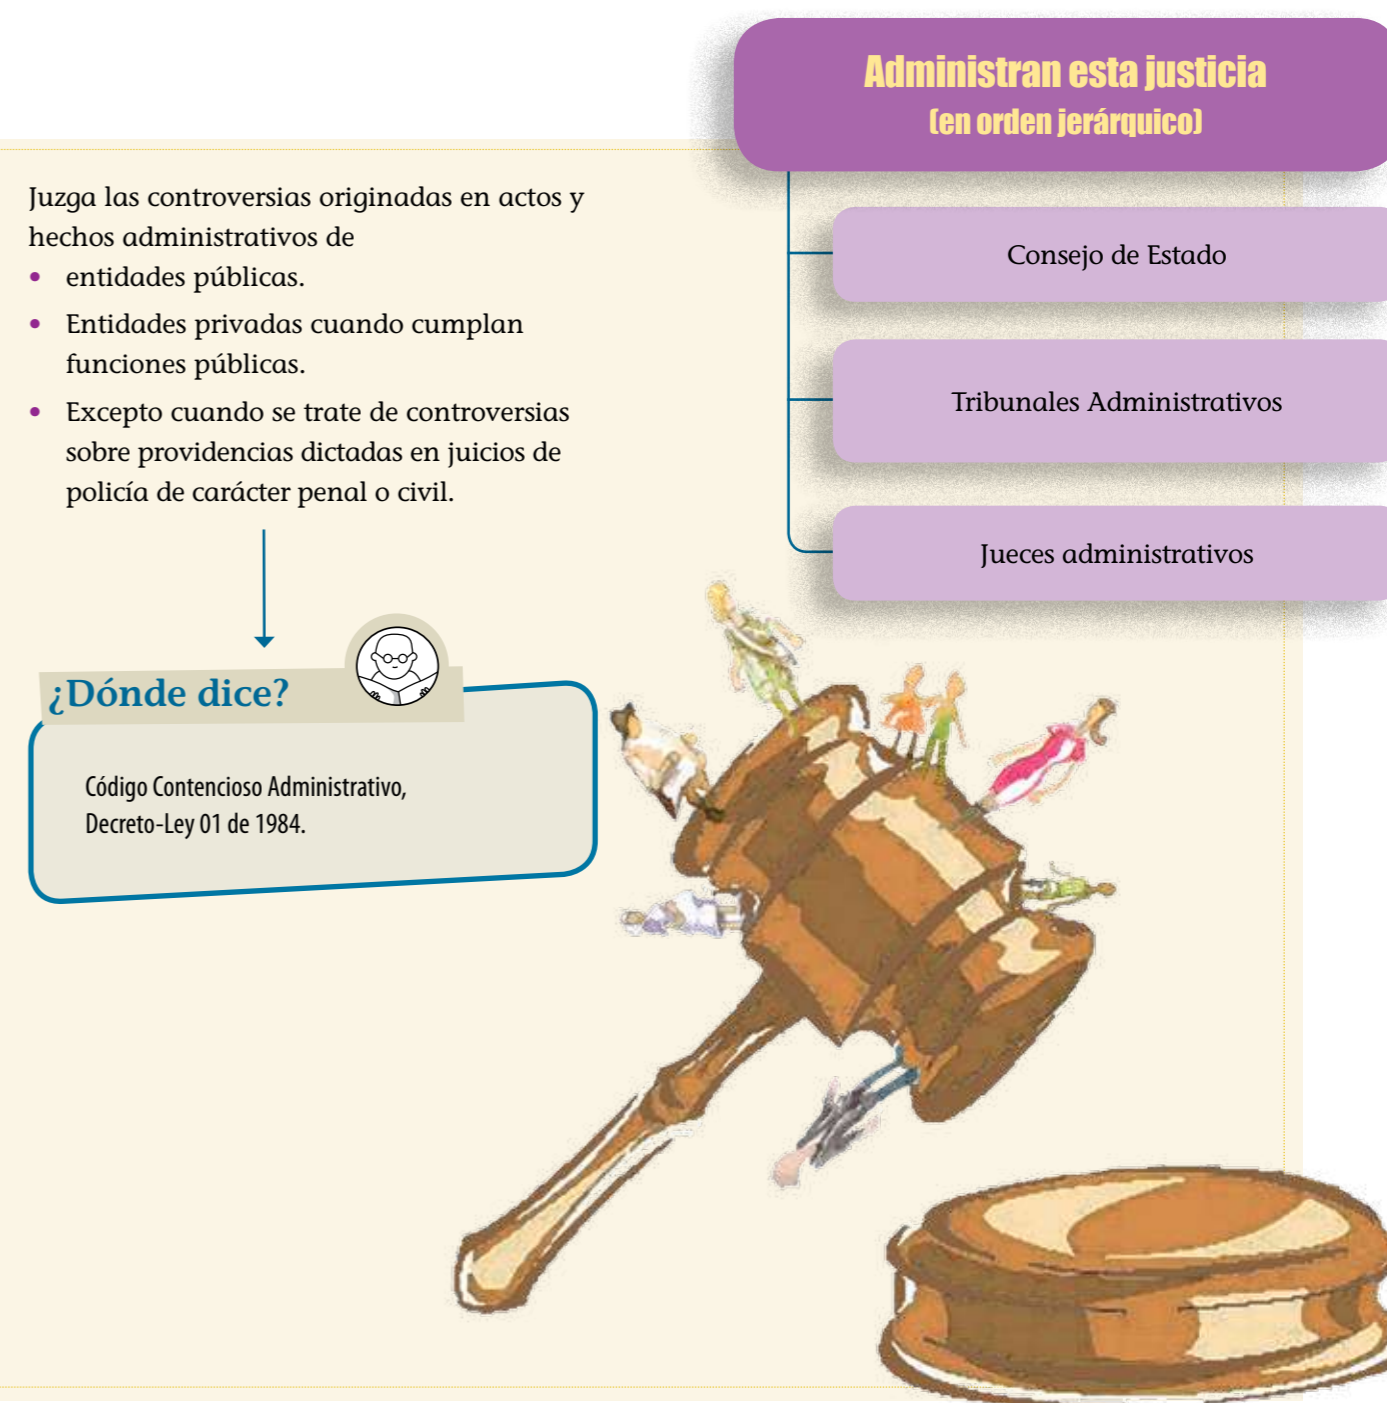 Administran esta justicia
(en orden jerárquico)
Juzga las controversias originadas en actos y
hechos administrativos de
• entidades públicas.
• Entidades privadas cuando cumplan
funciones públicas.
• Excepto cuando se trate de controversias
sobre providencias dictadas en juicios de
policía de carácter penal o civil.
Consejo de Estado
Tribunales Administrativos
Jueces administrativos
¿Dónde dice?
Código Contencioso Administrativo,
Decreto-Ley 01 de 1984.